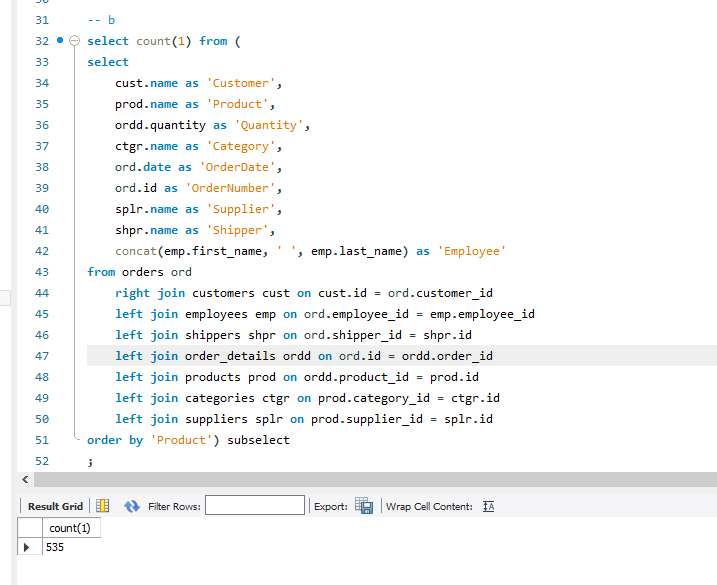 31 -- b
32 select count(1) from (
33 select
34 cust.name as 'Customer',
35 prod.name as 'Product',
36 ordd.quantity as 'Quantity',
37 ctgr.name as 'Category',
38 ord.date as 'OrderDate',
39 ord.id as 'OrderNumber',
40 splr.name as 'Supplier',
41 shpr.name as 'Shipper',
42 concat(emp.first_name, ' ', emp.last_name) as 'Employee'
43 from orders ord
44 right join customers cust on cust.id = ord.customer_id
45 left join employees emp on ord.employee_id = emp.employee_id
46 left join shippers shpr on ord.shipper_id = shpr.id
47 left join order_details ordd on ord.id = ordd.order_id
48 left join products prod on ordd.product_id = prod.id
49 left join categories ctgr on prod.category_id = ctgr.id
50 left join suppliers splr on prod.supplier_id = splr.id
51 order by 'Product') subselect
52 ;
Result Grid Filter Rows: Export: Wrap Cell Content:
count(1)
535